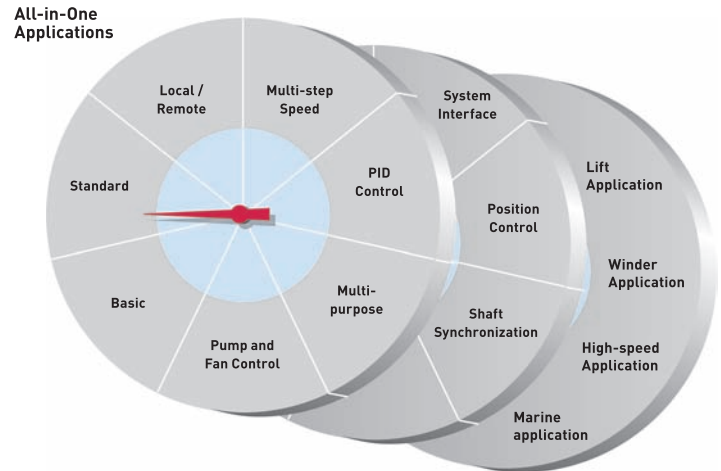 All-in-One
Applications
Local /
Remote
Multi-step
Speed
Standard
PID
Control
Basic
Multi-
purpose
Pump and
Fan Control
System
Interface
Position
Control
Shaft
Synchronization
Lift
Application
Winder
Application
High-speed
Application
Marine
application